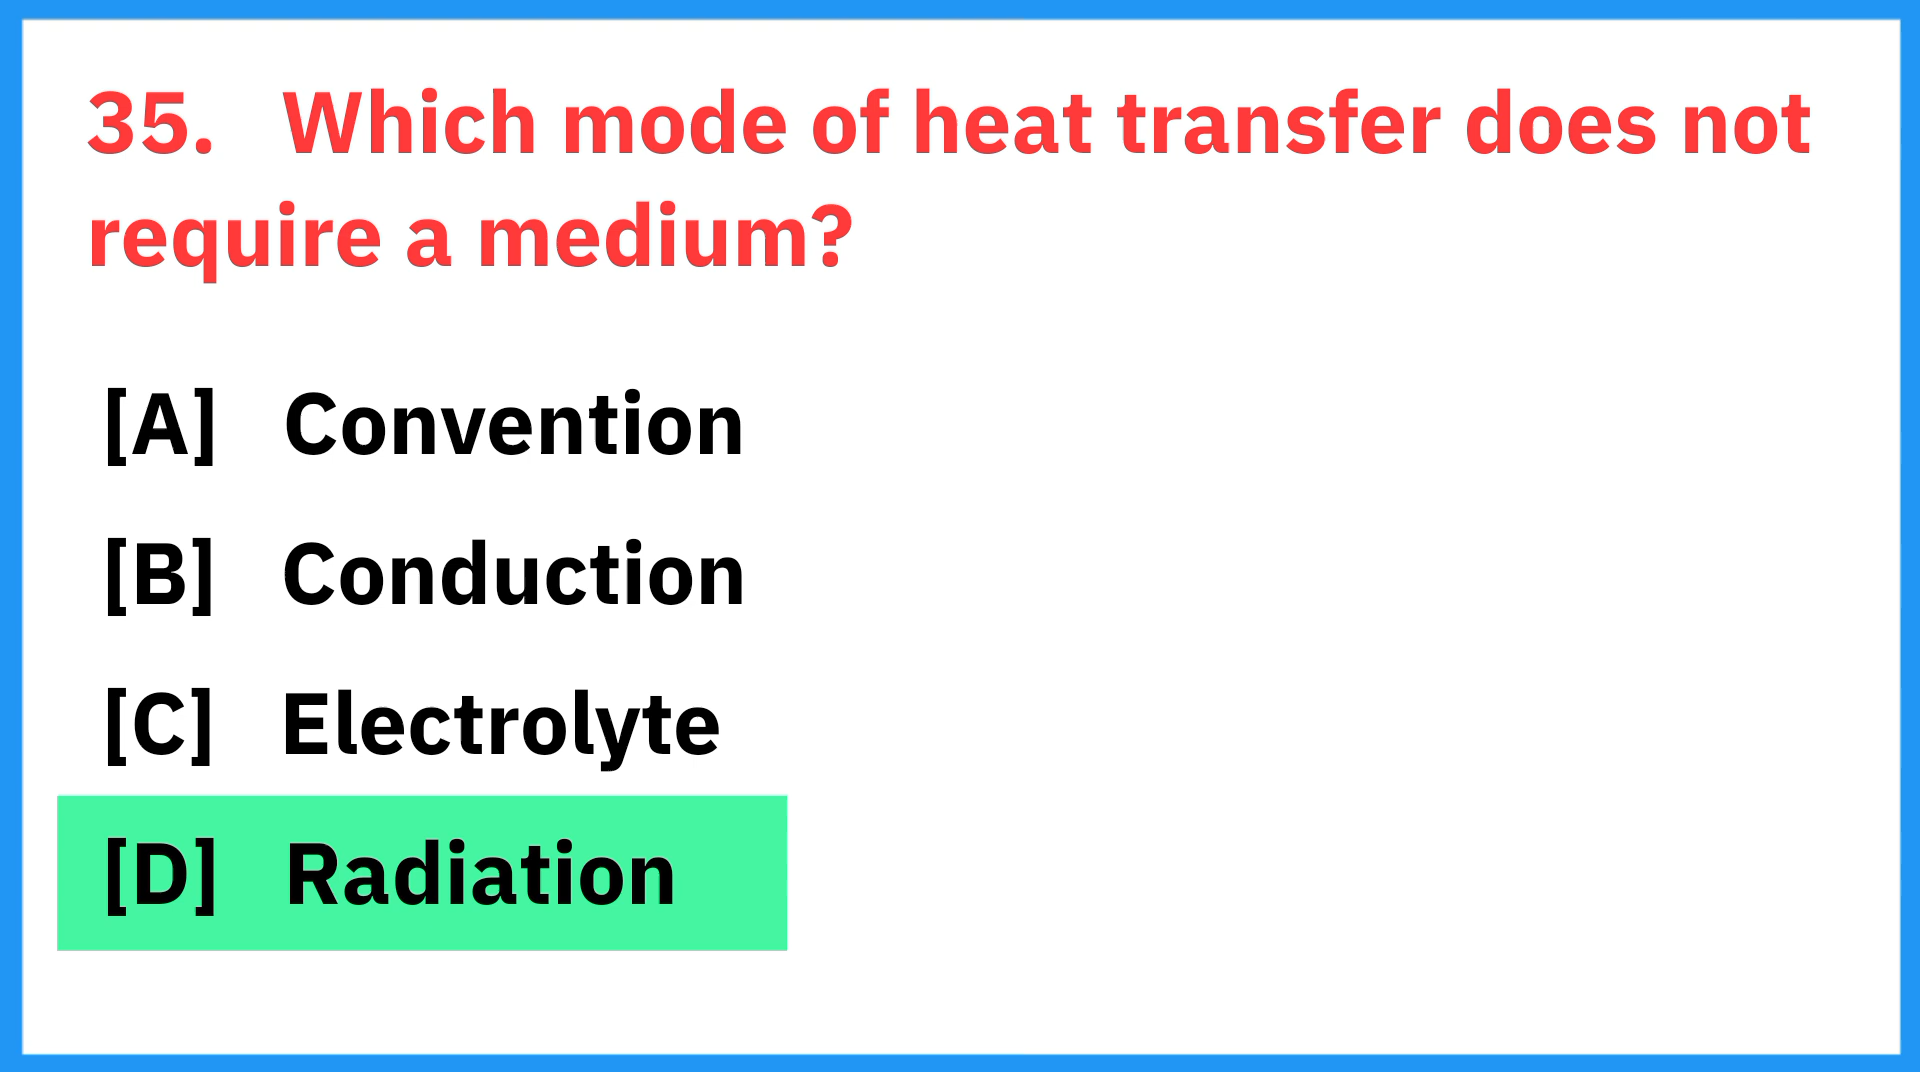 35. Which mode of heat transfer does not
require a medium?
[A] Convention
[B] Conduction
[C] Electrolyte
[D] Radiation